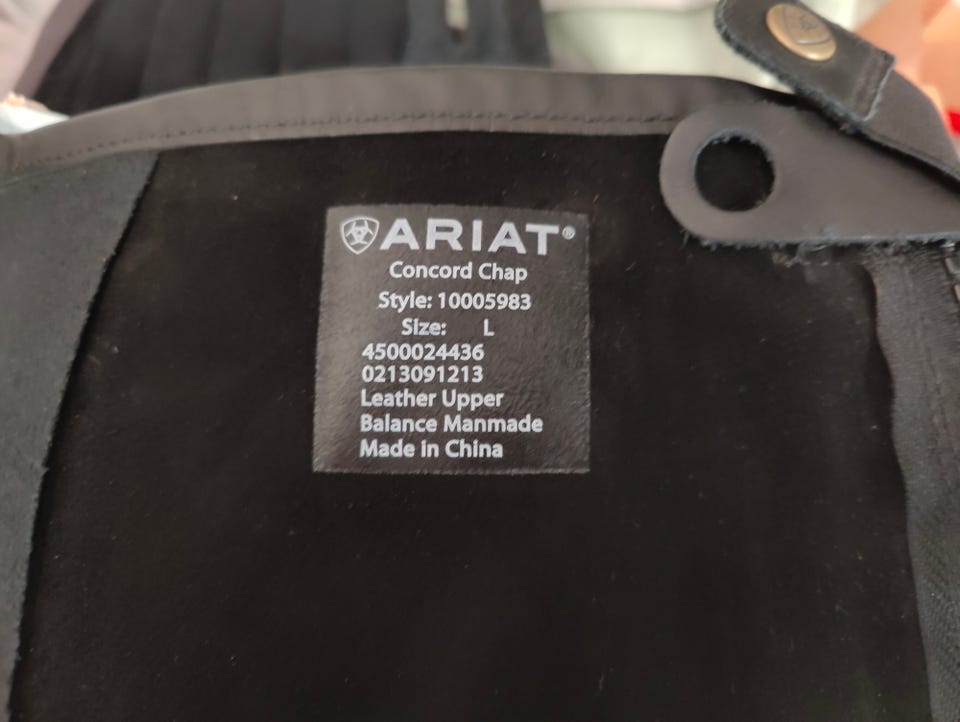 ARIAT®
Concord Chap
Style: 10005983
Size: L
4500024436
0213091213
Leather Upper
Balance Manmade
Made in China